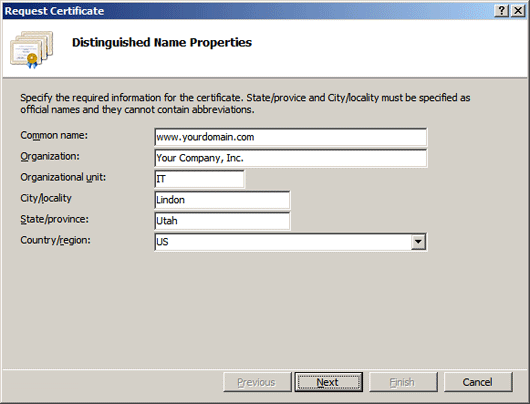 Request Certificate
Distinguished Name Properties
Specify the required information for the certificate. State/provice and City/locality must be specified as
official names and they cannot contain abbreviations.
Common name: www.yourdomain.com
Organization: Your Company, Inc.
Organizational unit: IT
City/locality Lindon
State/province: Utah
Country/region: US
Previous Next Finish Cancel